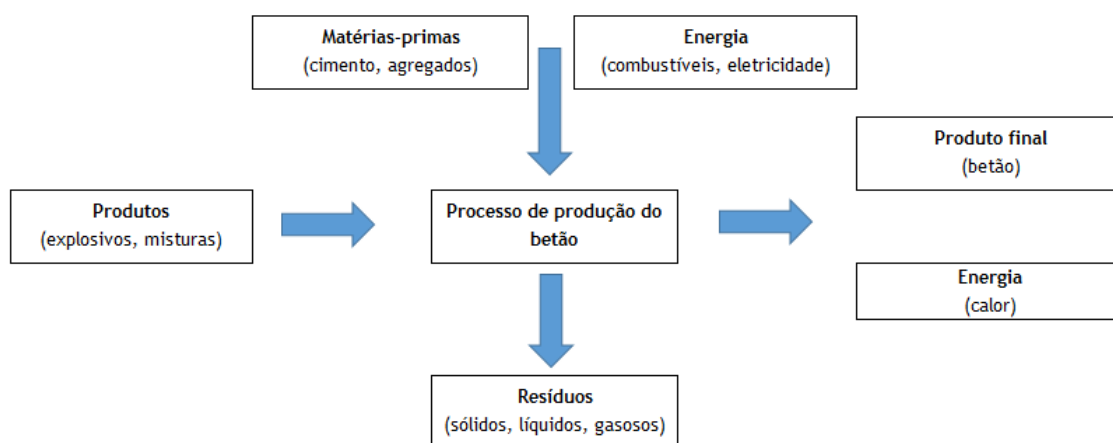 Matérias-primas
(cimento, agregados)
Energia
(combustíveis, eletricidade)
Produto final
(betão)
Produtos
(explosivos, misturas)
Processo de produção do
betão
Energia
(calor)
Resíduos
(sólidos, líquidos, gasosos)